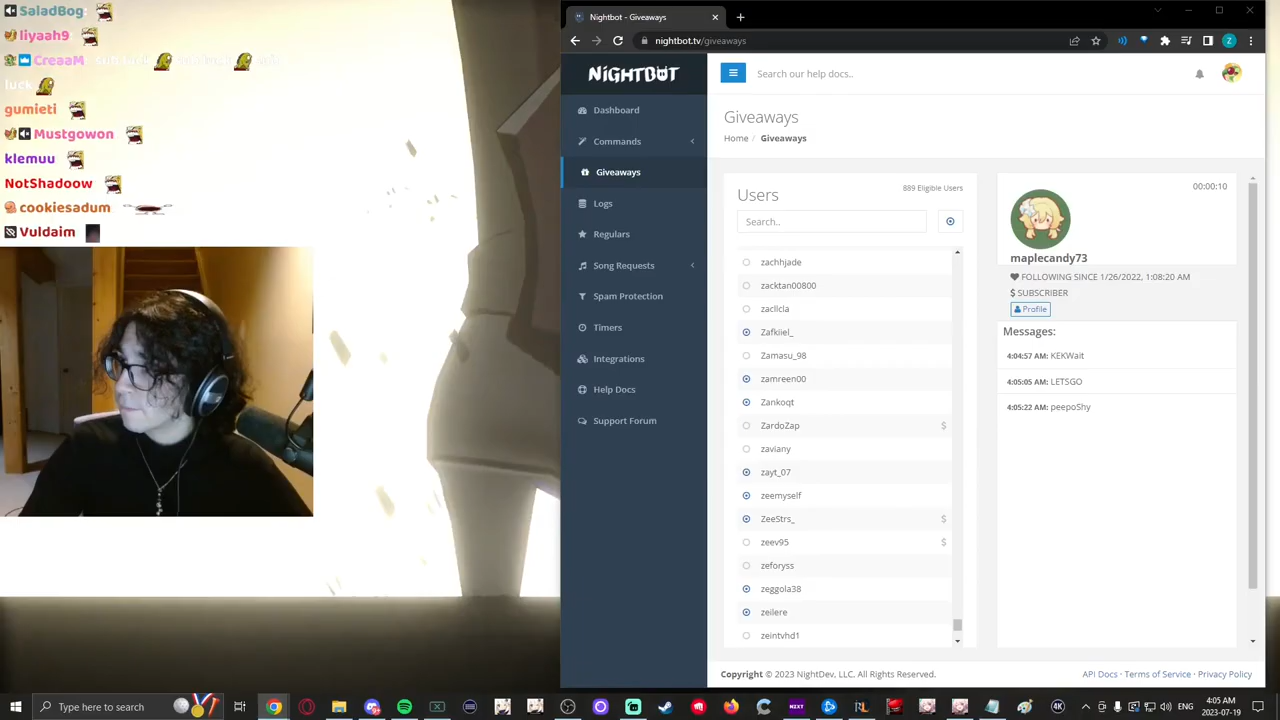 SaladBog:
liyaah9
CreaaM
luck
gumieti
Mustgowon
klemuu
NotShadoow
cookiesadum
Vuldaim
Nightbot - Giveaways
nightbot.tv/giveaways
Z
NiGHTBOT
Search our help docs..
Dashboard
Commands
Giveaways
Logs
Regulars
Song Requests
Spam Protection
Timers
Integrations
Help Docs
Support Forum
Giveaways
Home / Giveaways
Users
889 Eligible Users
Search..
zachhjade
zacktan00800
zaclicla
Zafkiiel_
Zamasu_98
zamreen00
Zankoqt
ZardoZap $
zaviany
zayt_07
zeemyself
ZeeStrs_ $
zeev95 $
zeforyss
zeggola38
zeilere
zeintvhd1
00:00:10
maplecandy73
FOLLOWING SINCE 1/26/2022, 1:08:20 AM
$ SUBSCRIBER
Profile
Messages:
4:04:57 AM: KEKWait
4:05:05 AM: LETSGO
4:05:22 AM: peepoShy
Copyright © 2023 NightDev, LLC, All Rights Reserved.
API Docs · Terms of Service · Privacy Policy
Type here to search
ENG
4:05 AM
2023-07-19